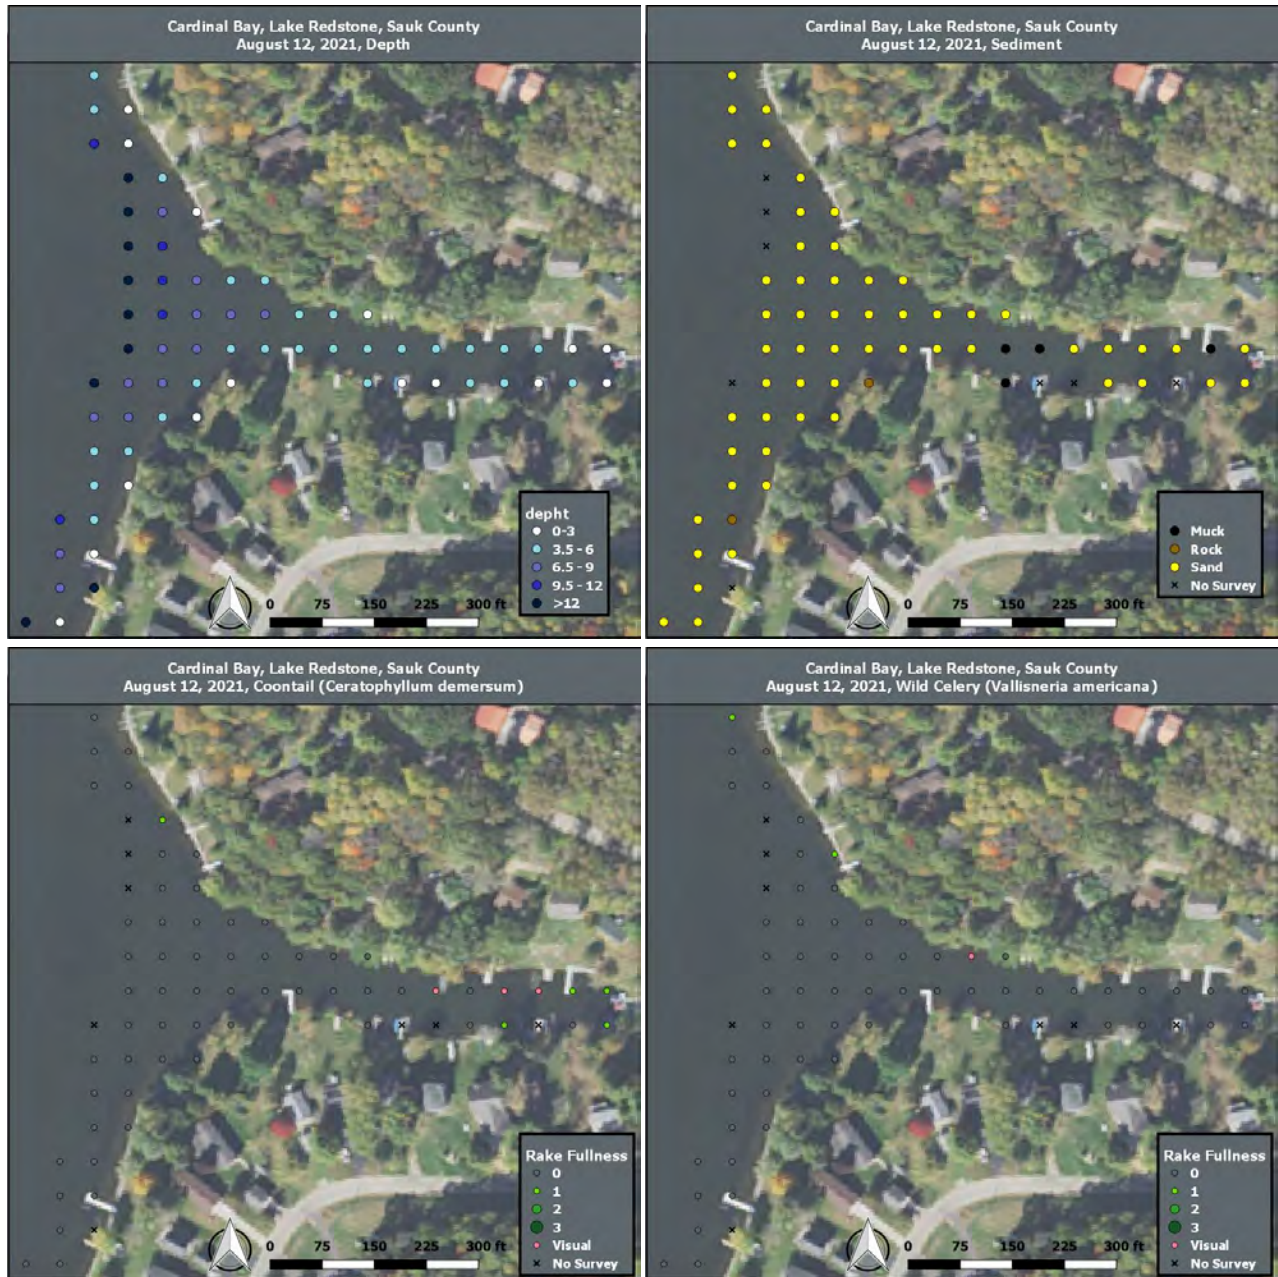 Cardinal Bay, Lake Redstone, Sauk County
August 12, 2021, Depth
depht
0-3
3.5 - 6
6.5 - 9
9.5 - 12
>12
0 75 150 225 300 ft
Cardinal Bay, Lake Redstone, Sauk County
August 12, 2021, Sediment
Muck
Rock
Sand
No Survey
0 75 150 225 300 ft
Cardinal Bay, Lake Redstone, Sauk County
August 12, 2021, Coontail (Ceratophyllum demersum)
Rake Fullness
0
1
2
3
Visual
No Survey
0 75 150 225 300 ft
Cardinal Bay, Lake Redstone, Sauk County
August 12, 2021, Wild Celery (Vallisneria americana)
Rake Fullness
0
1
2
3
Visual
No Survey
0 75 150 225 300 ft